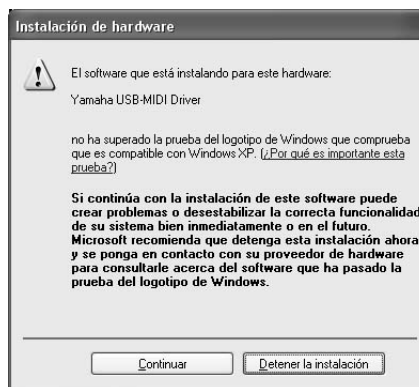 Instalación de hardware
El software que está instalando para este hardware:
Yamaha USB-MIDI Driver
no ha superado la prueba del logotipo de Windows que comprueba
que es compatible con Windows XP. (¿Por qué es importante esta
prueba?)
Si continúa con la instalación de este software puede
crear problemas o desestabilizar la correcta funcionalidad
de su sistema bien inmediatamente o en el futuro.
Microsoft recomienda que detenga esta instalación ahora
y se ponga en contacto con su proveedor de hardware
para consultarle acerca del software que ha pasado la
prueba del logotipo de Windows.
Continuar
Detener la instalación